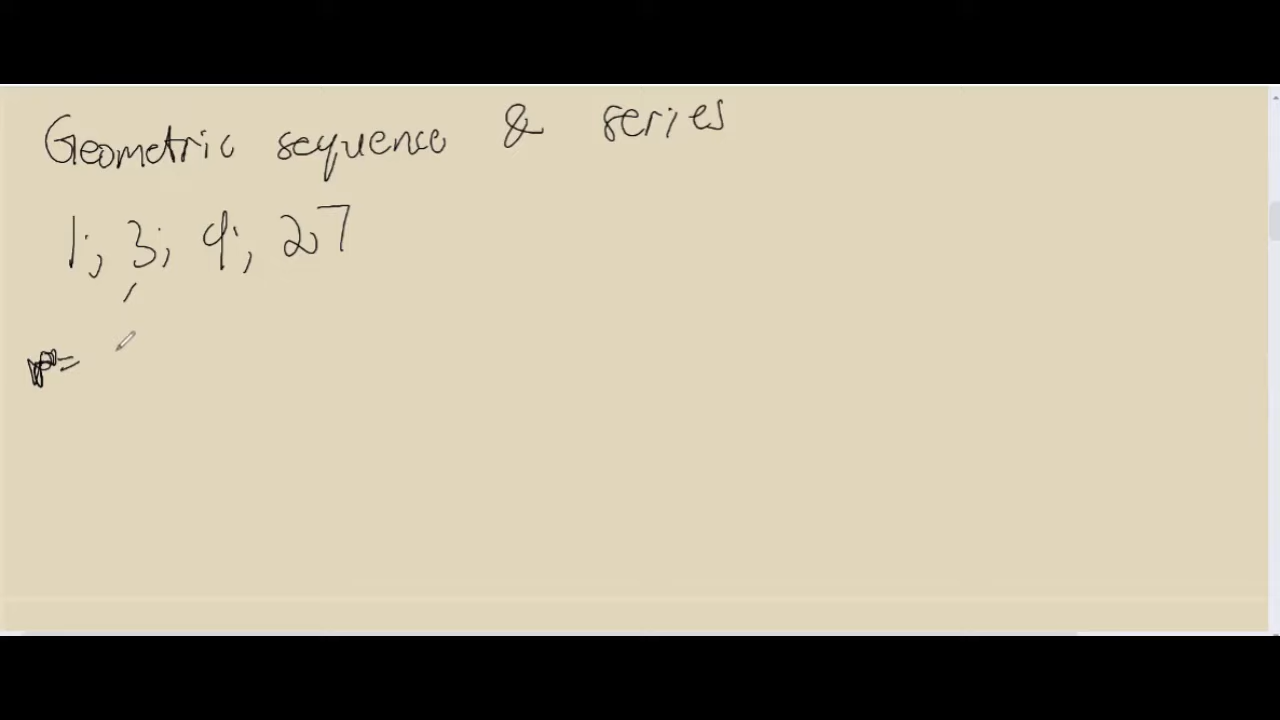 Geometric sequence & series
1; 3; 9; 27
r=